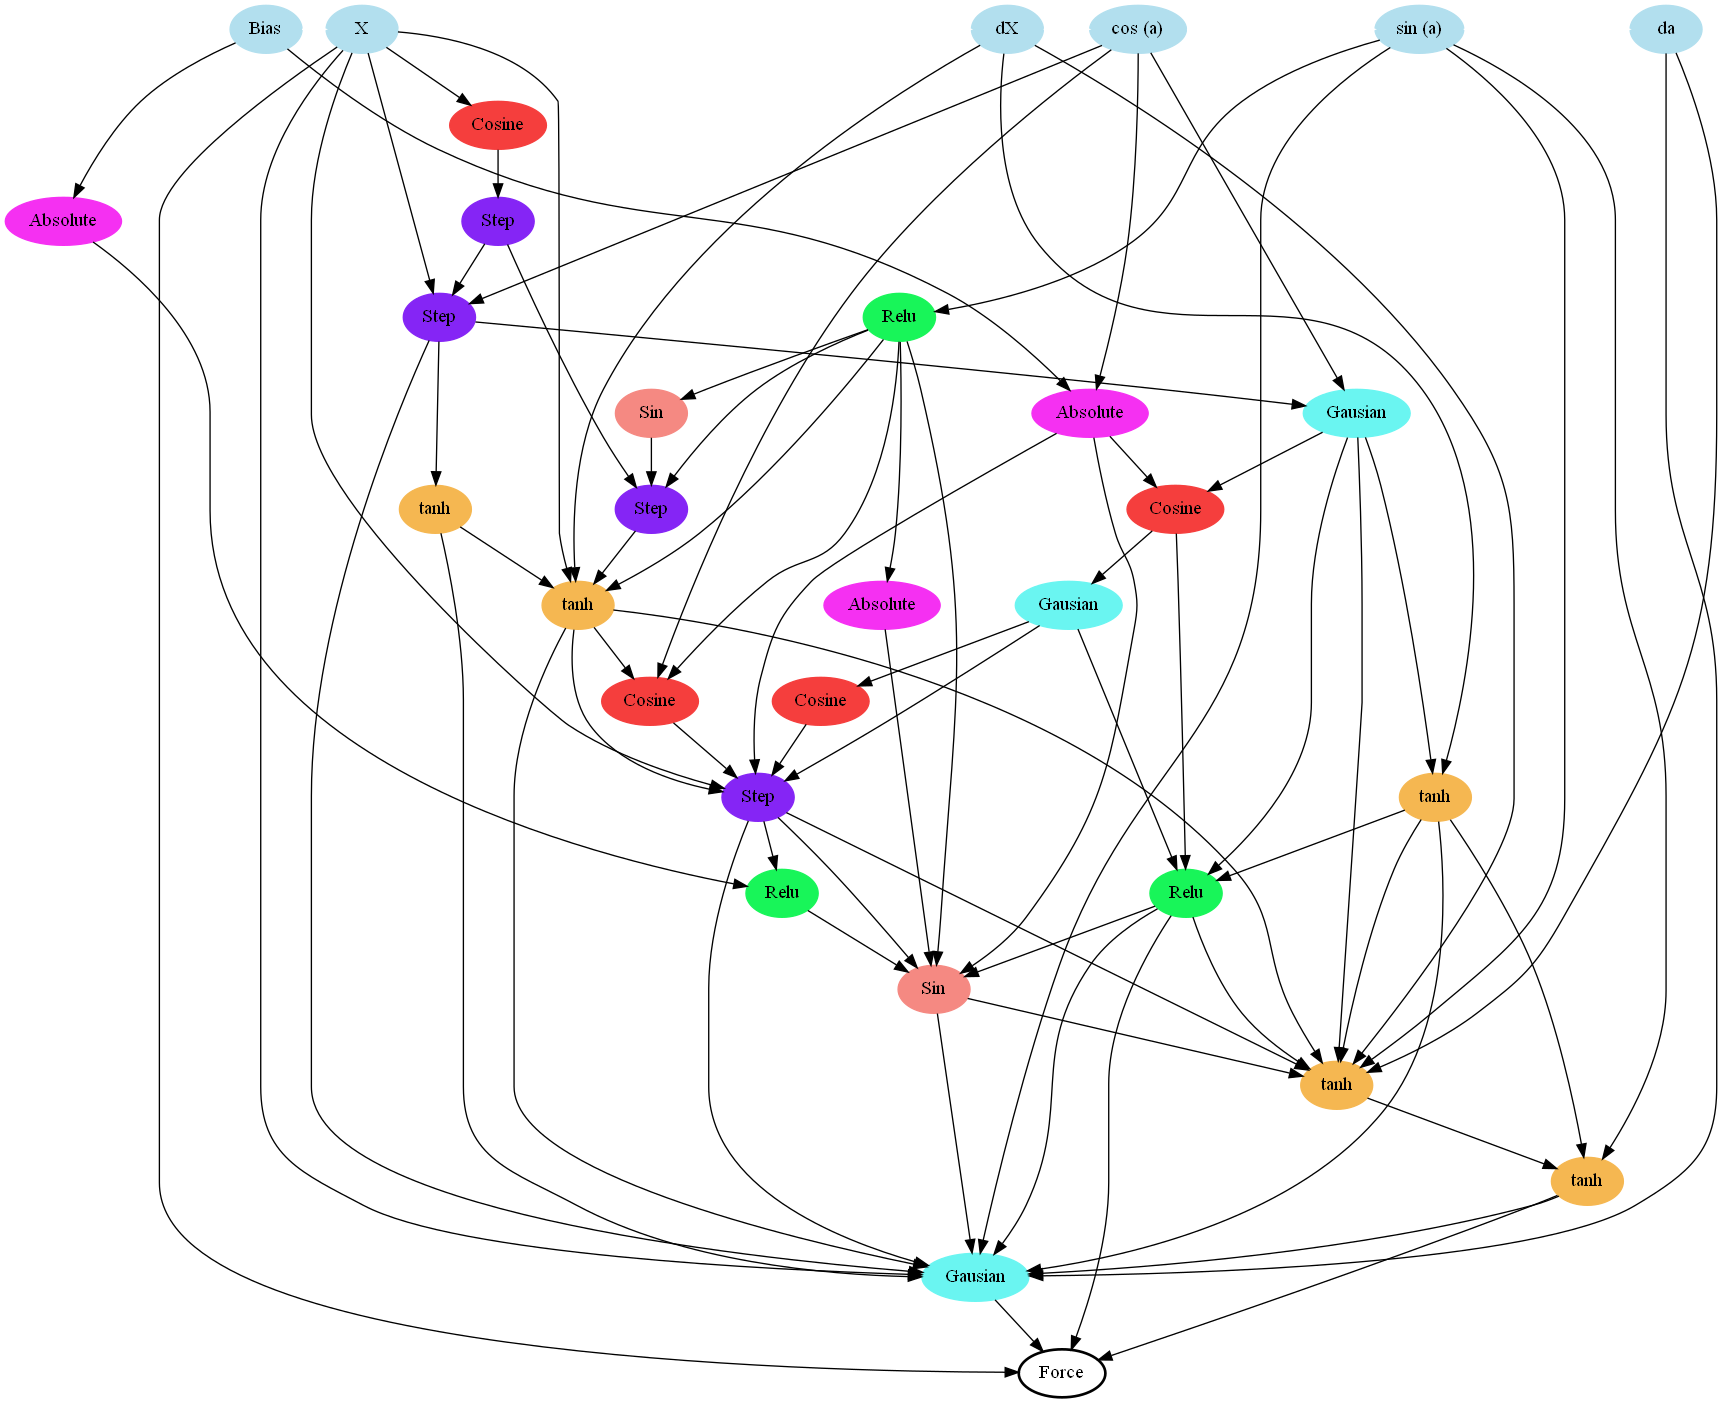 Bias X dX cos (a) sin (a) da
Cosine
Absolute Step
Step Relu
Sin Absolute Gausian
tanh Step Cosine
tanh Absolute Gausian
Cosine Cosine
Step tanh
Relu Relu
Sin
tanh
tanh
Gausian
Force